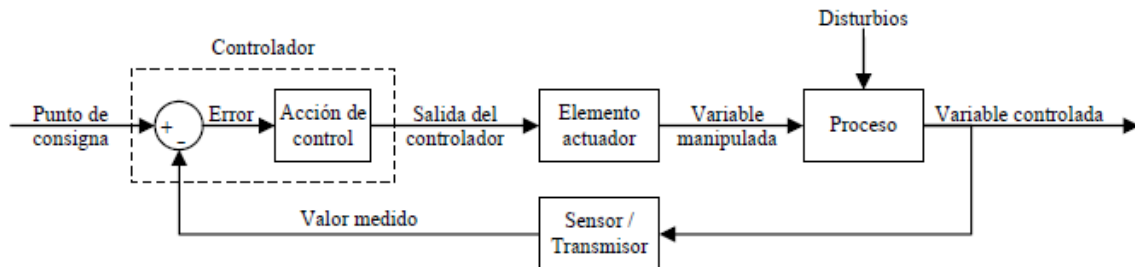 Disturbios
Controlador
Punto de
consigna
+
-
Error
Acción de
control
Salida del
controlador
Elemento
actuador
Variable
manipulada
Proceso
Variable controlada
Valor medido
Sensor /
Transmisor